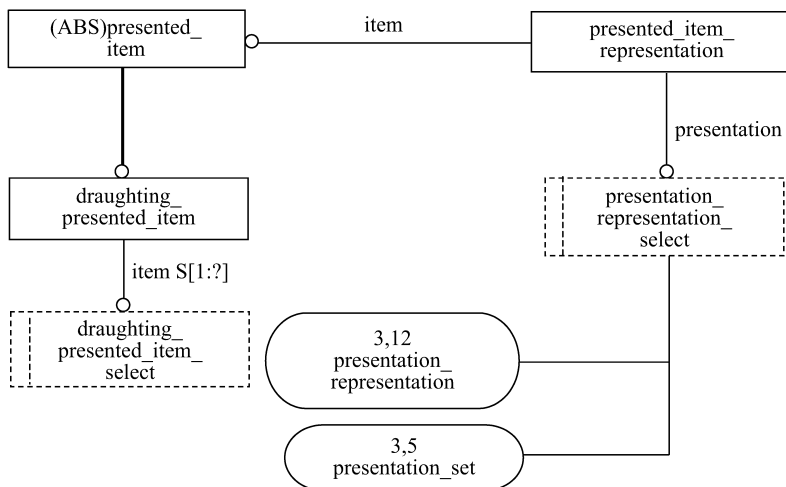 (ABS)presented_
item
item
presented_item_
representation
presentation
draughting_
presented_item
presentation_
representation_
select
item S[1:?]
draughting_
presented_item_
select
3,12
presentation_
representation
3,5
presentation_set